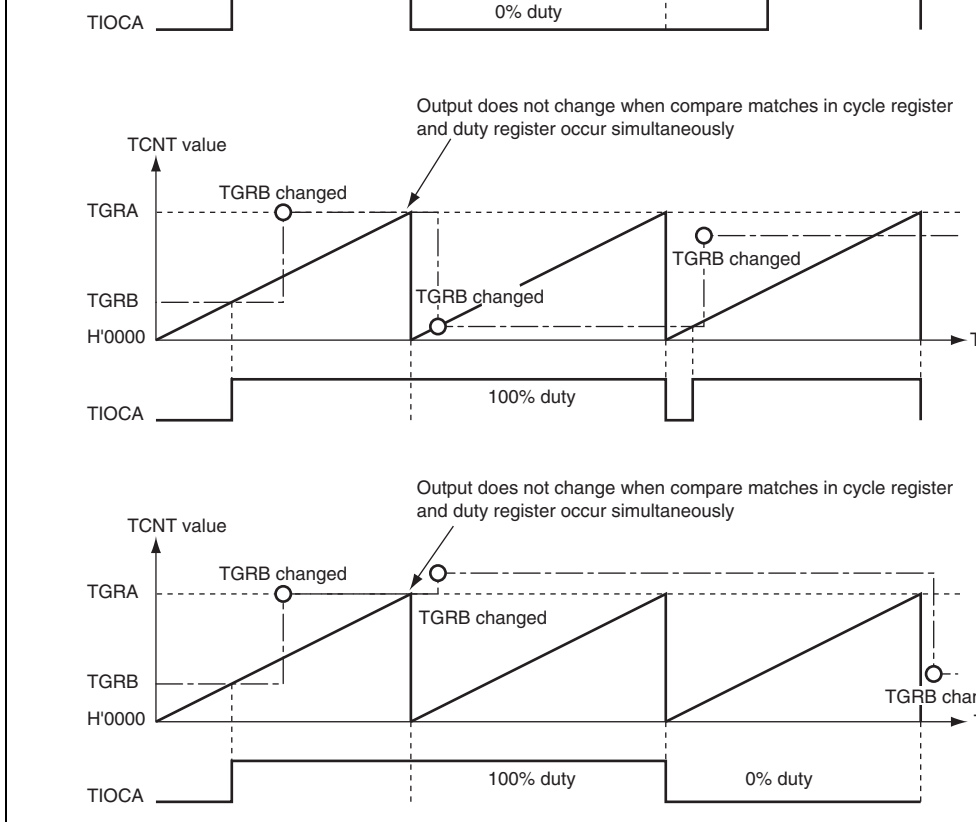 0% duty
TIOCA
Output does not change when compare matches in cycle register
and duty register occur simultaneously
TCNT value
TGRB changed
TGRA
TGRB changed
TGRB changed
TGRB
H'0000
T
100% duty
TIOCA
Output does not change when compare matches in cycle register
and duty register occur simultaneously
TCNT value
TGRB changed
TGRA
TGRB changed
TGRB
TGRB char
H'0000
100% duty
0% duty
TIOCA